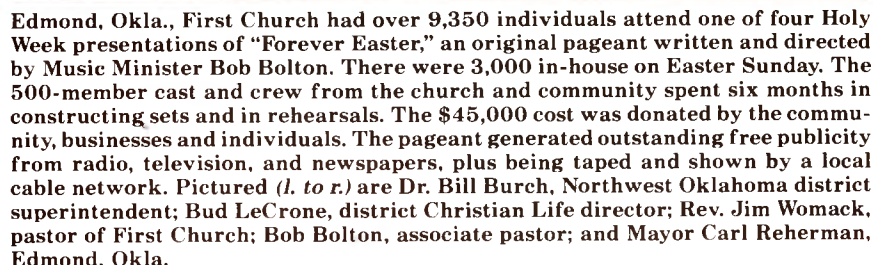 Edmond, Okla., First Church had over 9,350 individuals attend one of four Holy
Week presentations of “Forever Easter,” an original pageant written and directed
by Music Minister Bob Bolton. There were 3,000 in-house on Easter Sunday. The
500-member cast and crew from the church and community spent six months in
constructing sets and in rehearsals. The $45,000 cost was donated by the commu-
nity, businesses and individuals. The pageant generated outstanding free publicity
from radio, television, and newspapers, plus being taped and shown by a local
cable network. Pictured (l. to r.) are Dr. Bill Burch, Northwest Oklahoma district
superintendent; Bud LeCrone, district Christian Life director; Rev. Jim Womack,
pastor of First Church; Bob Bolton, associate pastor; and Mayor Carl Reherman,
Edmond, Okla.